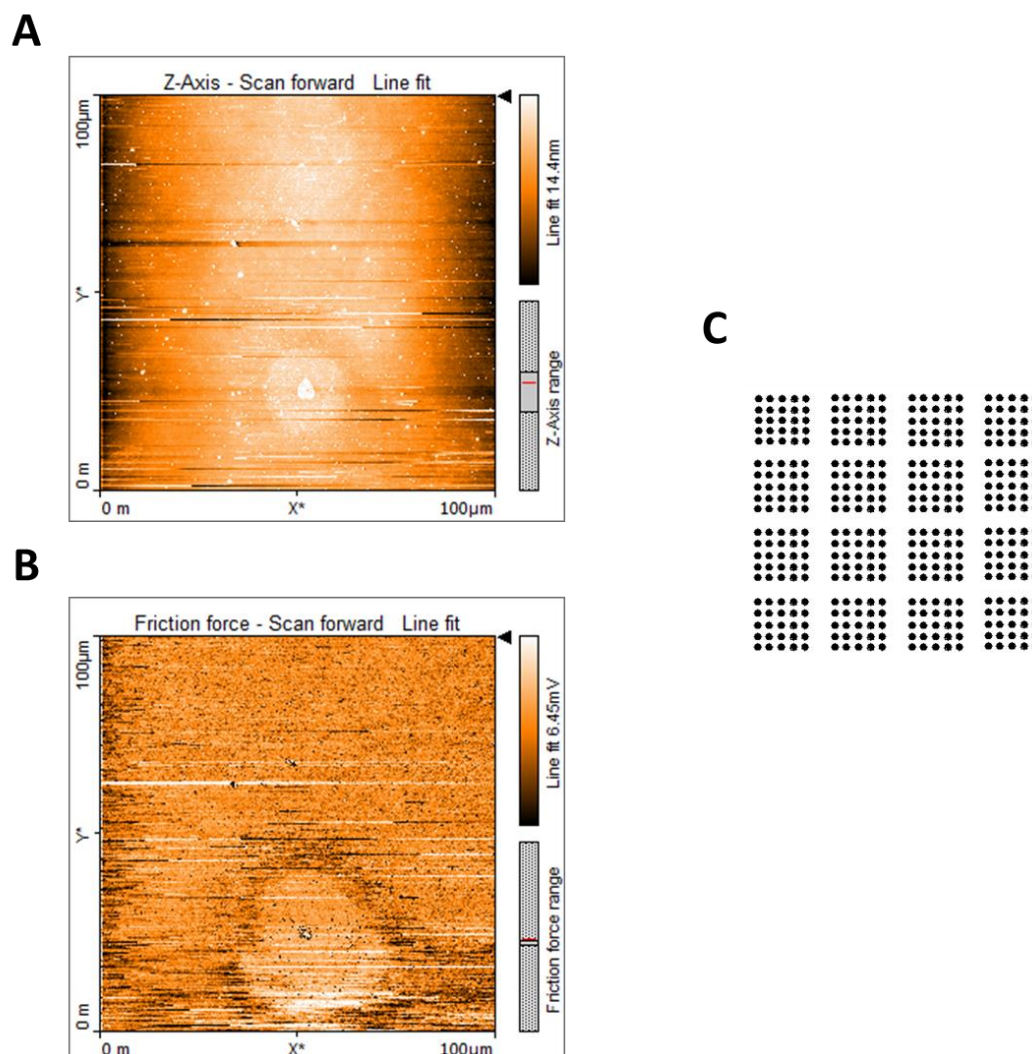 A
Z-Axis - Scan forward Line fit
100µm
Y*
0 m
0 m
X*
100µm
Line fit 14.4nm
Z-Axis range
B
Friction force - Scan forward Line fit
100µm
Y*
0 m
0 m
X*
100µm
Line fit 6.45mV
Friction force range
C